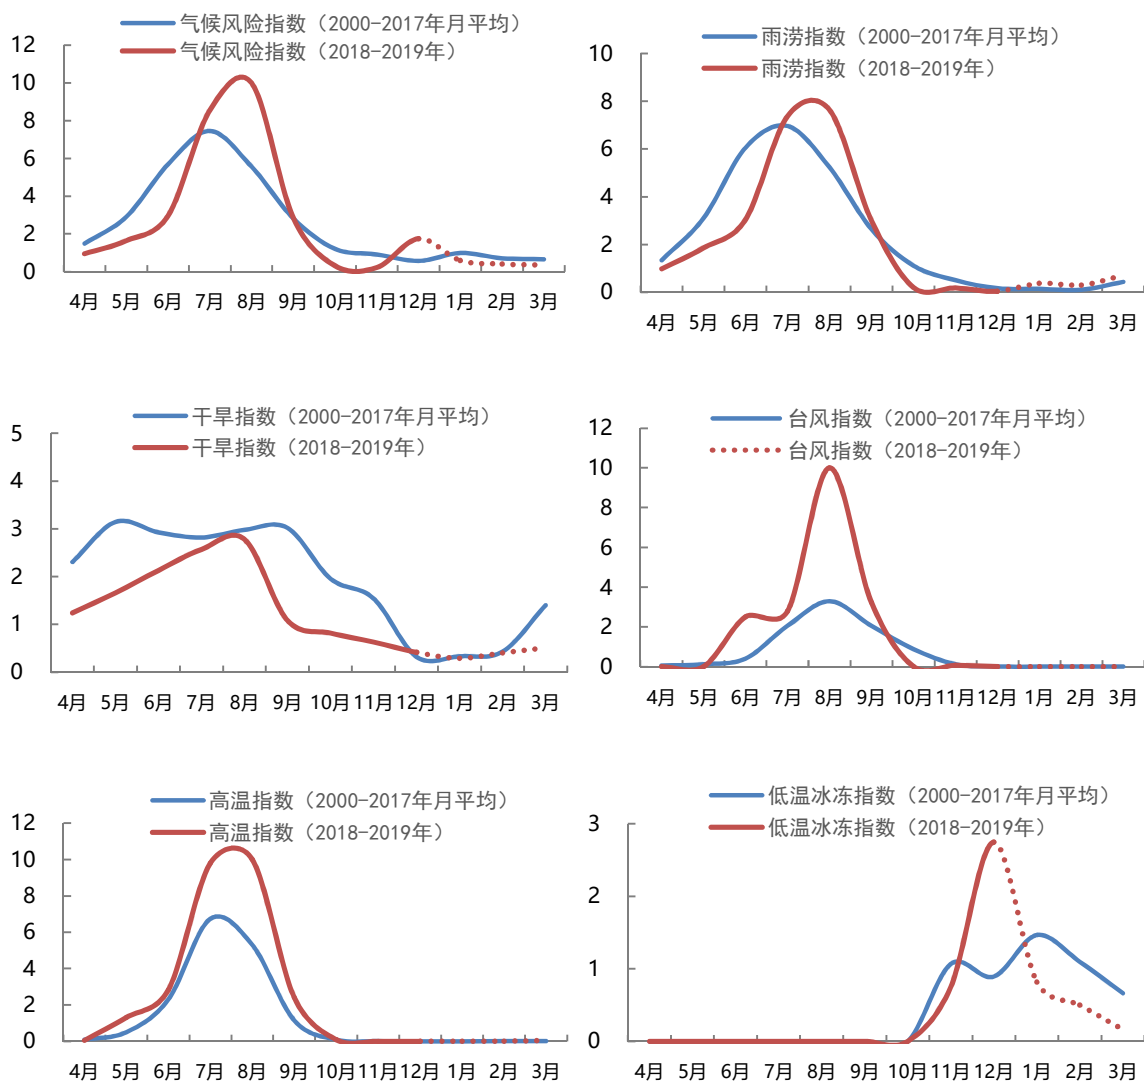 气候风险指数（2000-2017年月平均）
气候风险指数（2018-2019年）
12
10
8
6
4
2
0
4月 5月 6月 7月 8月 9月 10月 11月 12月 1月 2月 3月
雨涝指数（2000-2017年月平均）
雨涝指数（2018-2019年）
10
8
6
4
2
0
4月 5月 6月 7月 8月 9月 10月 11月 12月 1月 2月 3月
干旱指数（2000-2017年月平均）
干旱指数（2018-2019年）
5
4
3
2
1
0
4月 5月 6月 7月 8月 9月 10月 11月 12月 1月 2月 3月
台风指数（2000-2017年月平均）
台风指数（2018-2019年）
12
10
8
6
4
2
0
4月 5月 6月 7月 8月 9月 10月 11月 12月 1月 2月 3月
高温指数（2000-2017年月平均）
高温指数（2018-2019年）
12
10
8
6
4
2
0
4月 5月 6月 7月 8月 9月 10月 11月 12月 1月 2月 3月
低温冰冻指数（2000-2017年月平均）
低温冰冻指数（2018-2019年）
3
2
1
0
4月 5月 6月 7月 8月 9月 10月 11月 12月 1月 2月 3月